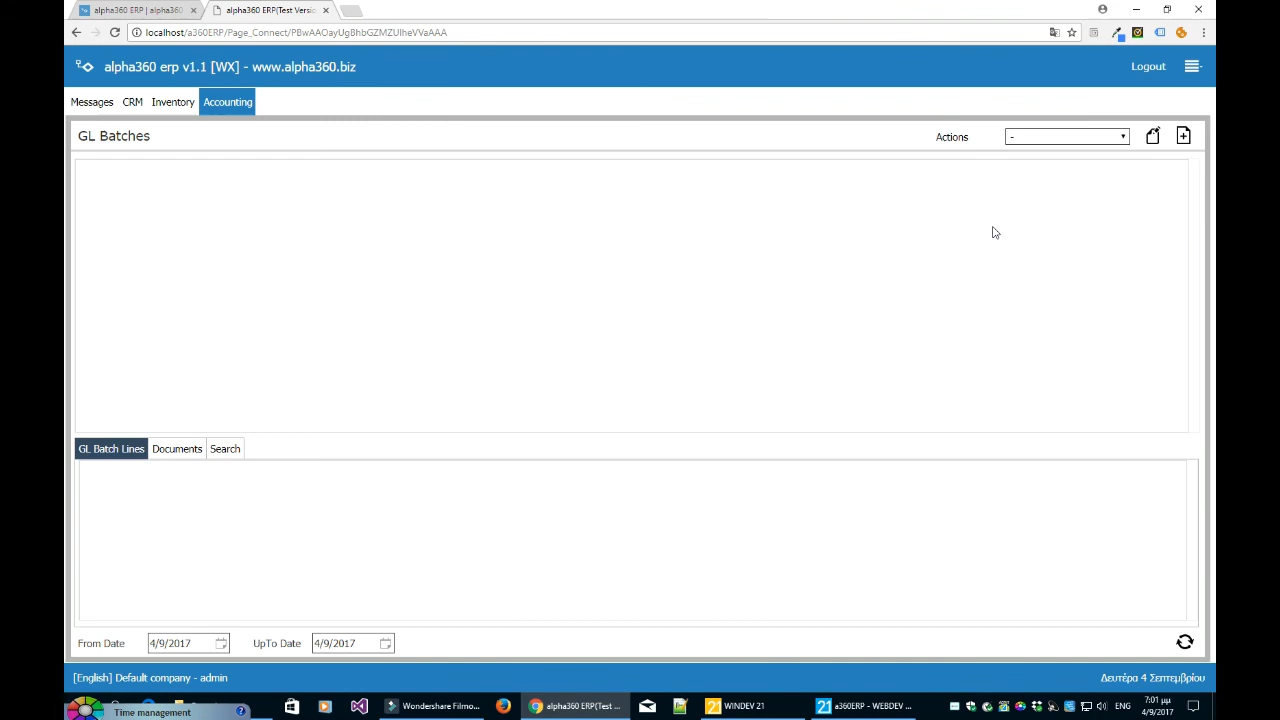 alpha360 ERP | alpha360
alpha360 ERP(Test Versic
localhost/a360ERP/Page_Connect/
alpha360 erp v1.1 [WX] - www.alpha360.biz
Logout
Messages CRM Inventory Accounting
GL Batches
Actions
-
GL Batch Lines Documents Search
From Date 4/9/2017 UpTo Date 4/9/2017
[English] Default company - admin
Δευτέρα 4 Σεπτεμβρίου
Time management
Wondershare Filmo...
alpha360 ERP(Test ...
21 WINDEV 21
21 a360ERP - WEBDEV ...
ENG
7:01 μμ
4/9/2017